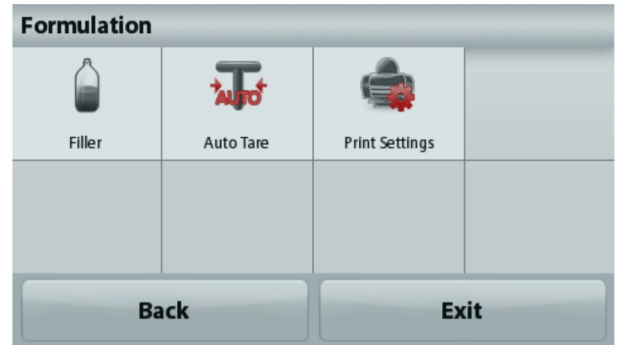 Formulation
AUTO
Filler
Auto Tare
Print Settings
Back
Exit